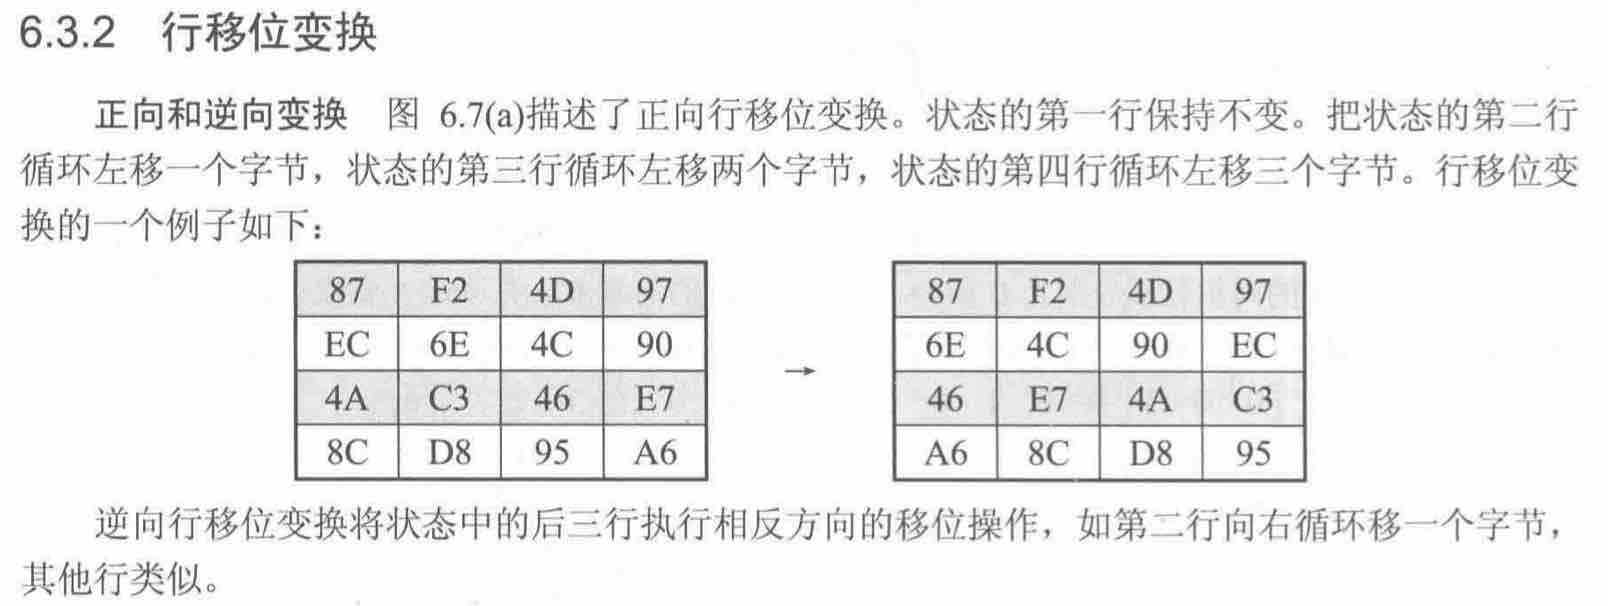 6.3.2 行移位变换
正向和逆向变换 图 6.7(a)描述了正向行移位变换。状态的第一行保持不变。把状态的第二行
循环左移一个字节，状态的第三行循环左移两个字节，状态的第四行循环左移三个字节。行移位变
换的一个例子如下：
87 F2 4D 97 87 F2 4D 97
EC 6E 4C 90 6E 4C 90 EC
→
4A C3 46 E7 46 E7 4A C3
8C D8 95 A6 A6 8C D8 95
逆向行移位变换将状态中的后三行执行相反方向的移位操作，如第二行向右循环移一个字节，
其他行类似。